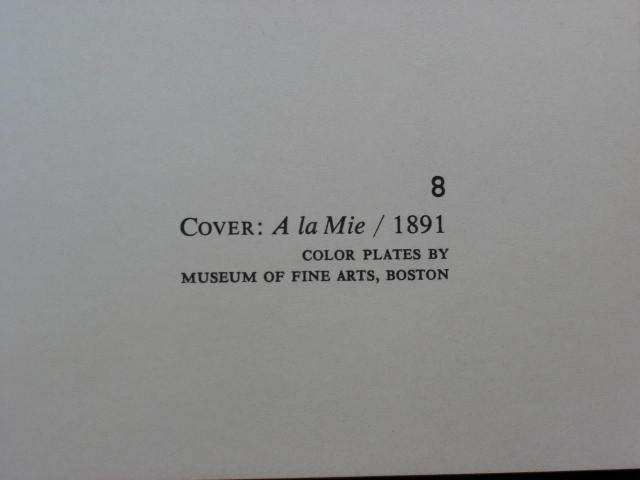 8
COVER: A la Mie / 1891
COLOR PLATES BY
MUSEUM OF FINE ARTS, BOSTON